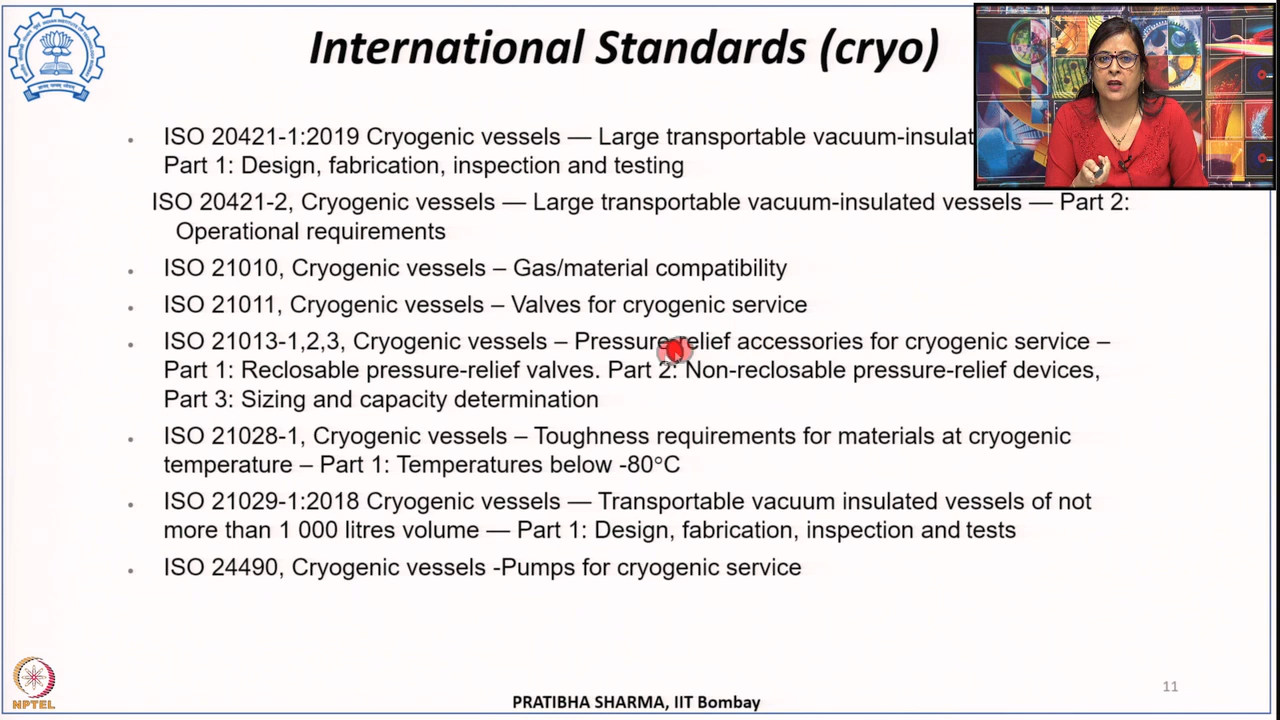 International Standards (cryo)
ISO 20421-1:2019 Cryogenic vessels — Large transportable vacuum-insulat
Part 1: Design, fabrication, inspection and testing
ISO 20421-2, Cryogenic vessels — Large transportable vacuum-insulated vessels — Part 2:
Operational requirements
ISO 21010, Cryogenic vessels – Gas/material compatibility
ISO 21011, Cryogenic vessels – Valves for cryogenic service
ISO 21013-1,2,3, Cryogenic vessels – Pressure-relief accessories for cryogenic service –
Part 1: Reclosable pressure-relief valves. Part 2: Non-reclosable pressure-relief devices,
Part 3: Sizing and capacity determination
ISO 21028-1, Cryogenic vessels – Toughness requirements for materials at cryogenic
temperature – Part 1: Temperatures below -80°C
ISO 21029-1:2018 Cryogenic vessels — Transportable vacuum insulated vessels of not
more than 1 000 litres volume — Part 1: Design, fabrication, inspection and tests
ISO 24490, Cryogenic vessels -Pumps for cryogenic service
11
NPTEL
PRATIBHA SHARMA, IIT Bombay